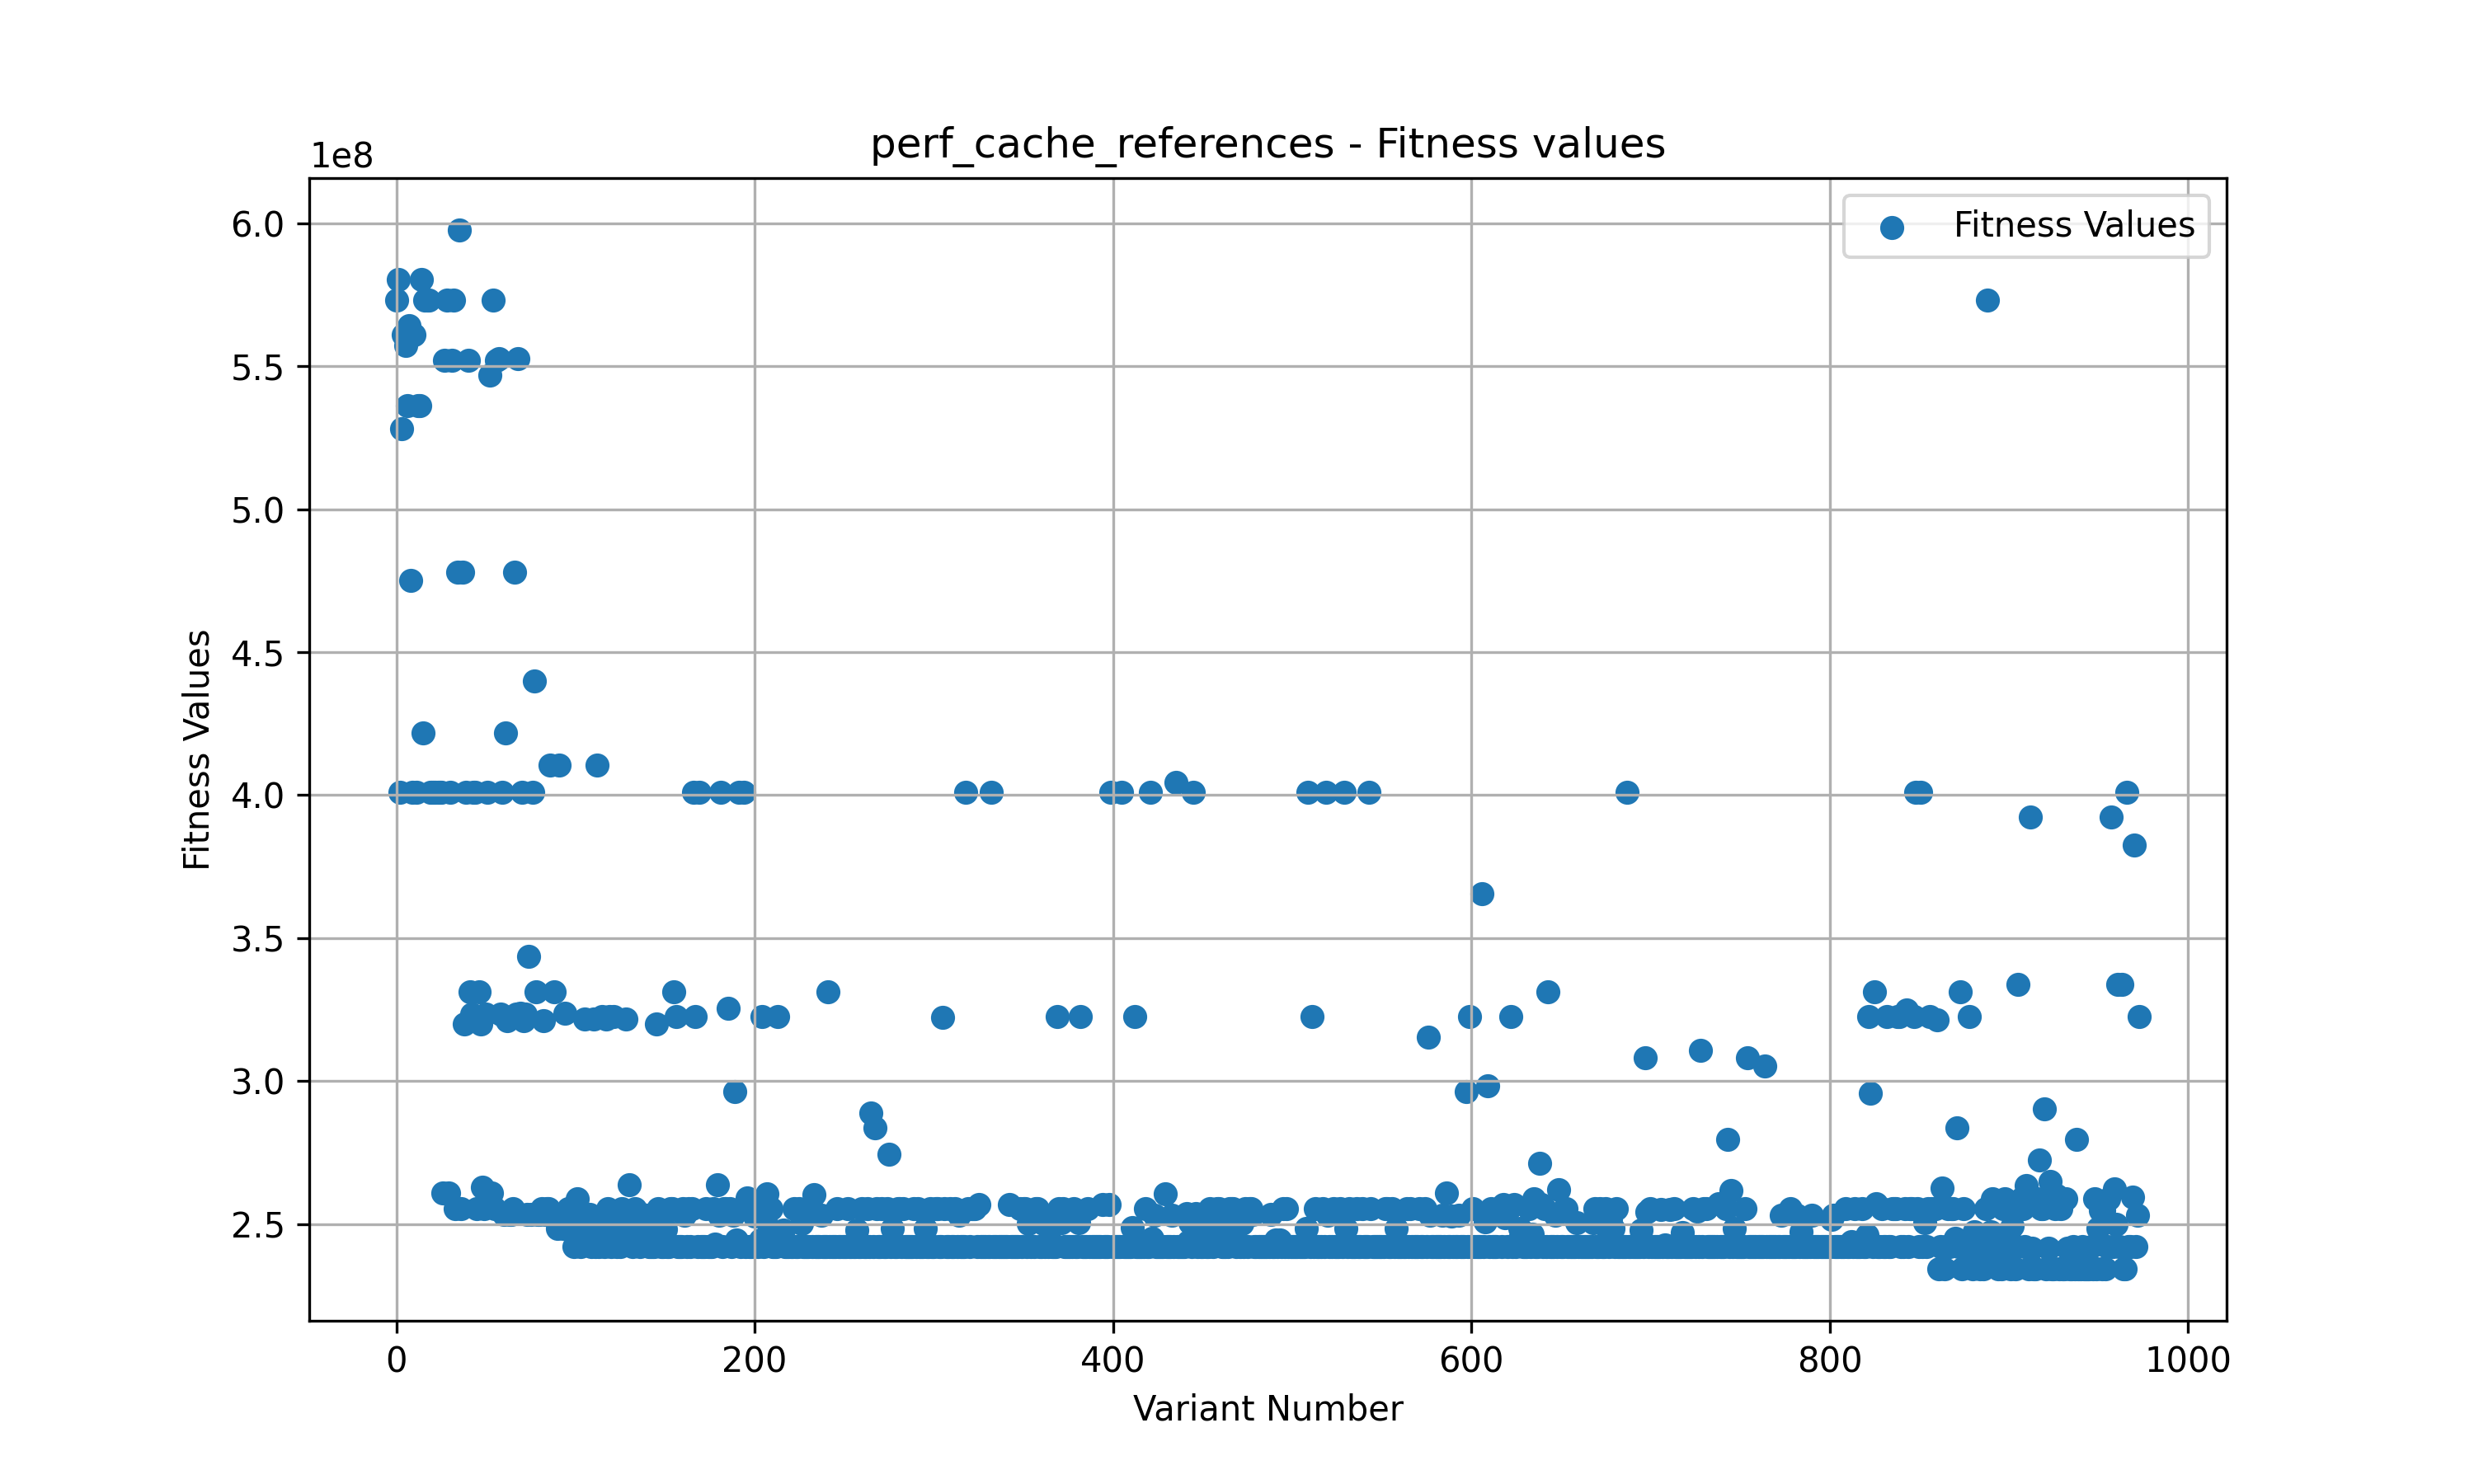 perf_cache_references - Fitness values
1e8
Fitness Values
6.0
5.5
5.0
4.5
4.0
3.5
3.0
2.5
Fitness Values
0 200 400 600 800 1000
Variant Number